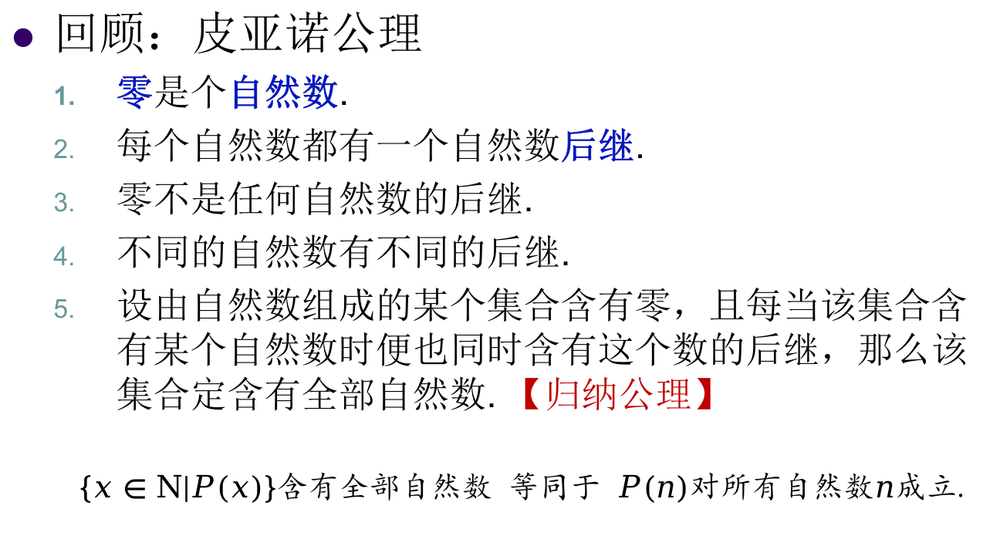 ● 回顾：皮亚诺公理
1. 零是个自然数.
2. 每个自然数都有一个自然数后继.
3. 零不是任何自然数的后继.
4. 不同的自然数有不同的后继.
5. 设由自然数组成的某个集合含有零，且每当该集合含
有某个自然数时便也同时含有这个数的后继，那么该
集合定含有全部自然数.【归纳公理】
{x ∈ N|P(x)}含有全部自然数 等同于 P(n)对所有自然数n成立.